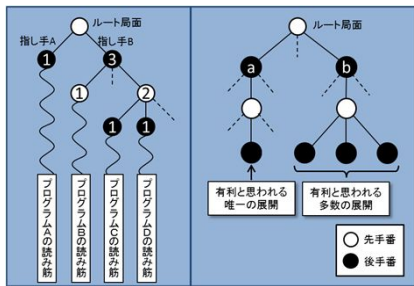 ルート局面
指し手A
指し手B
1
3
1
2
1
1
プログラムAの読み筋
プログラムBの読み筋
プログラムCの読み筋
プログラムDの読み筋
ルート局面
a
b
有利と思われる
唯一の展開
有利と思われる
多数の展開
先手番
後手番